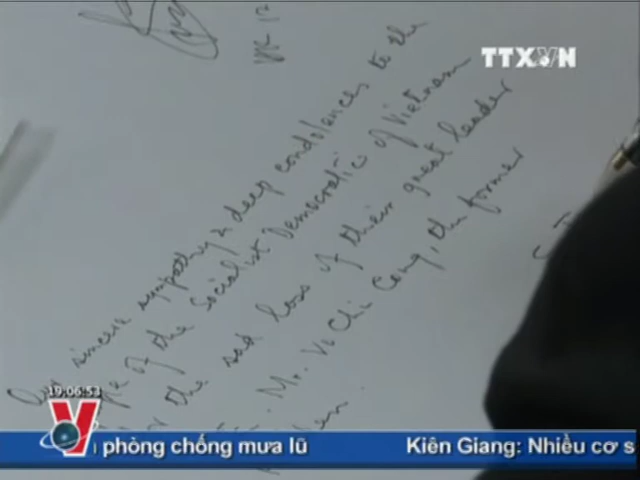 TTXVN
Our sincere sympathy & deep condolences to the
of the Socialist Democratic of Vietnam
the sad loss of their great leader
Mr. Vo Chi Cong, the former
19:06:53
V
phòng chống mưa lũ
Kiên Giang: Nhiều cơ s